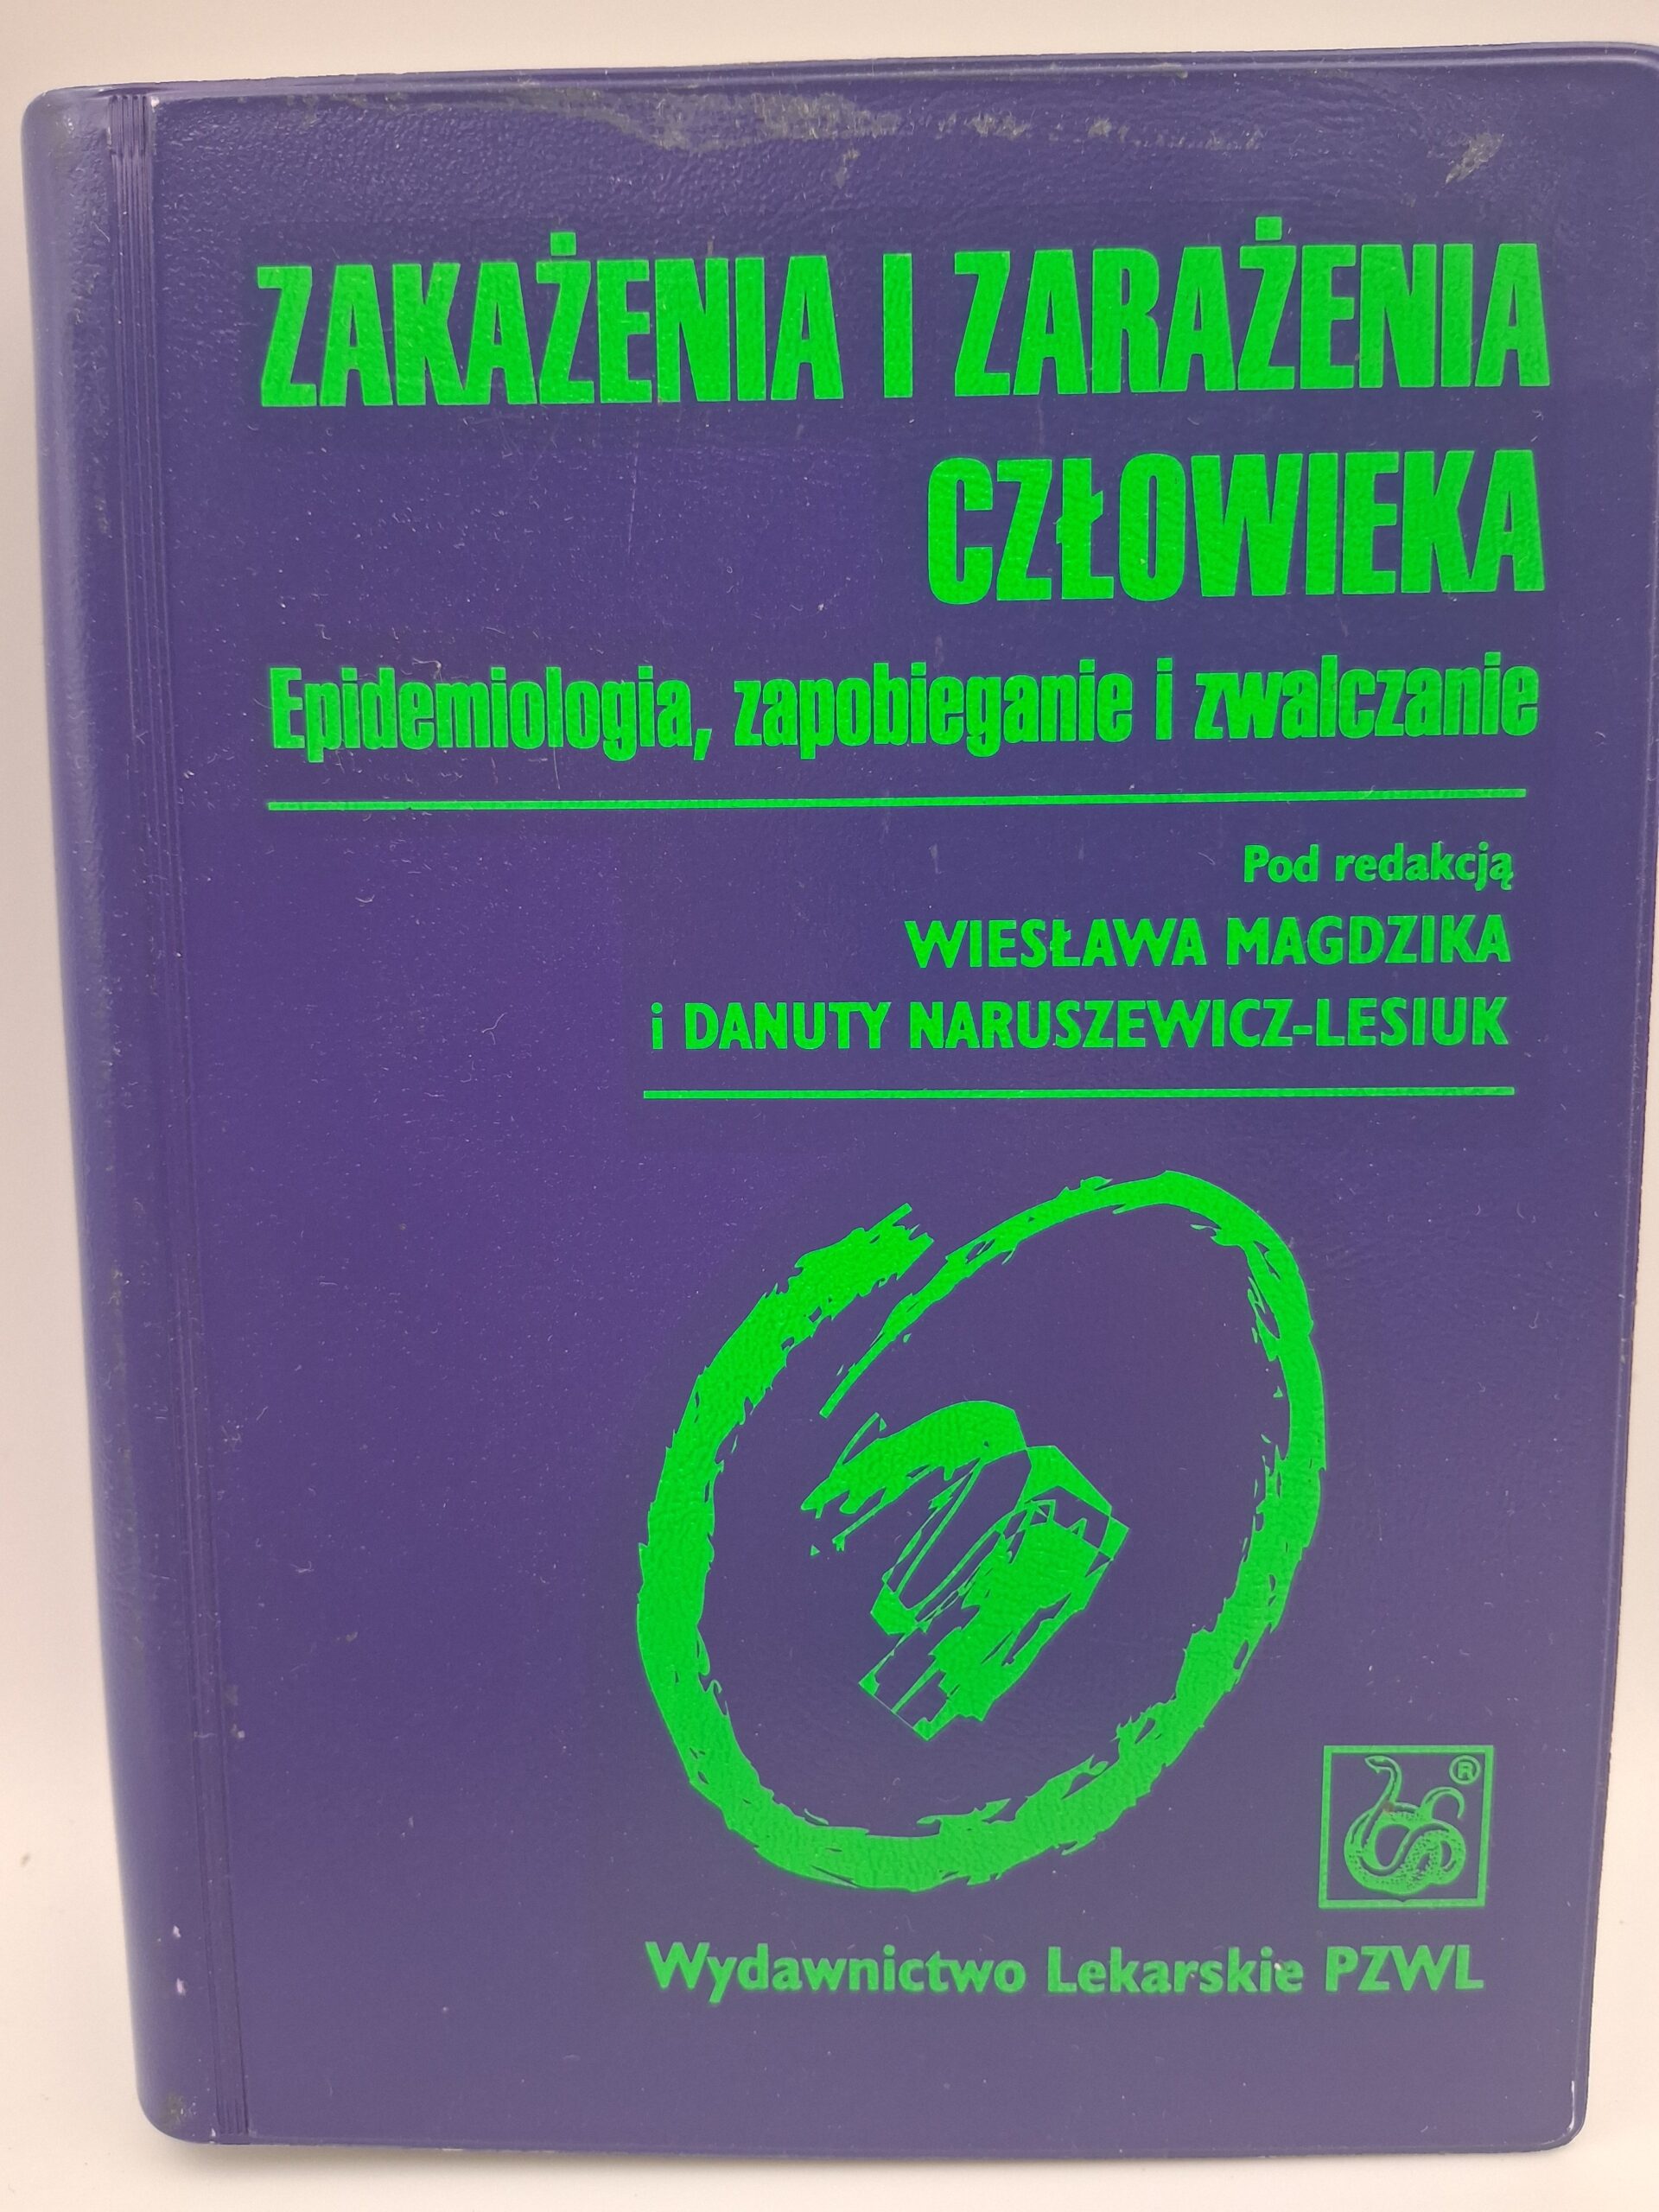 ZAKAŻENIA I ZARAŻENIA
CZŁOWIEKA
Epidemiologia, zapobieganie i zwalczanie
Pod redakcją
WIESŁAWA MAGDZIKA
i DANUTY NARUSZEWICZ-LESIUK
®
Wydawnictwo Lekarskie PZWL